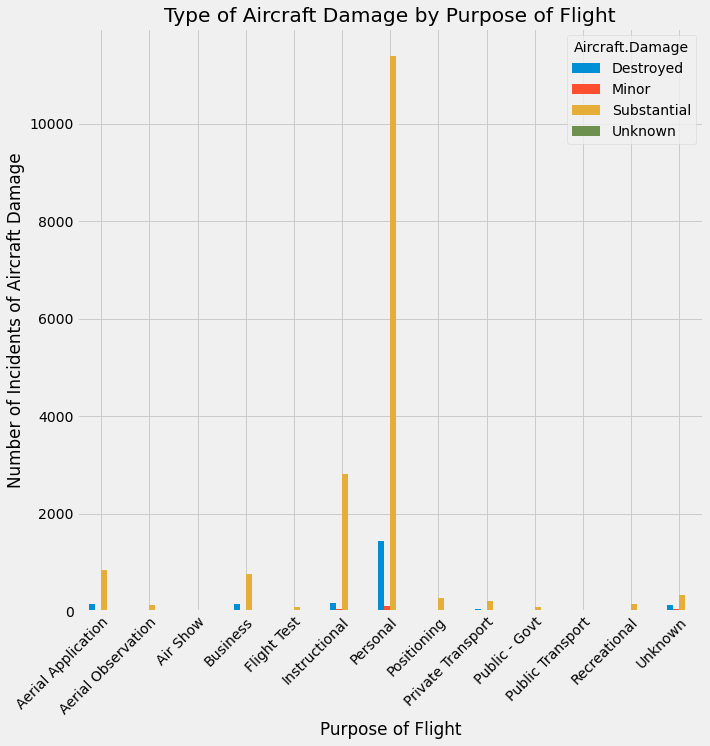 Type of Aircraft Damage by Purpose of Flight
Aircraft.Damage
Destroyed
Minor
Substantial
Unknown
Number of Incidents of Aircraft Damage
10000
8000
6000
4000
2000
0
Aerial Application
Aerial Observation
Air Show
Business
Flight Test
Instructional
Personal
Positioning
Private Transport
Public - Govt
Public Transport
Recreational
Unknown
Purpose of Flight